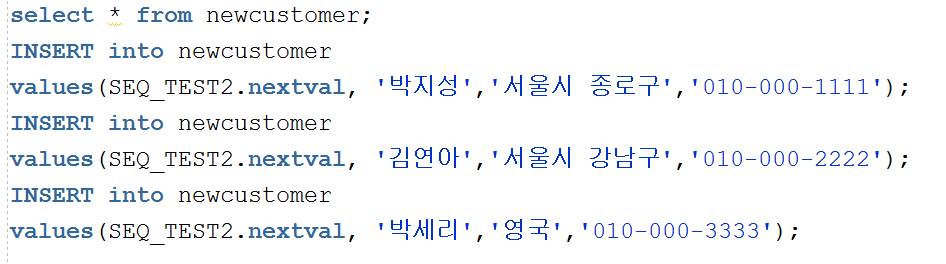 select * from newcustomer;
INSERT into newcustomer
values(SEQ_TEST2.nextval, '박지성','서울시 종로구','010-000-1111');
INSERT into newcustomer
values(SEQ_TEST2.nextval, '김연아','서울시 강남구','010-000-2222');
INSERT into newcustomer
values(SEQ_TEST2.nextval, '박세리','영국','010-000-3333');